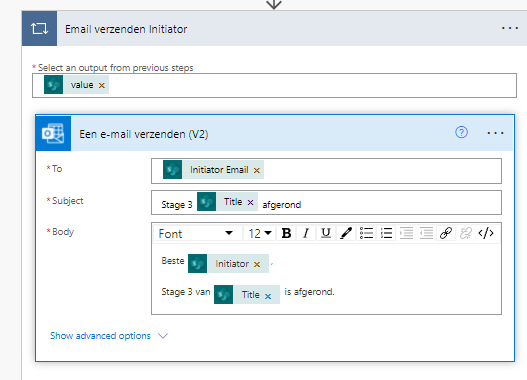 Email verzenden Initiator
* Select an output from previous steps
value ×
Een e-mail verzenden (V2)
* To
Initiator Email ×
* Subject
Stage 3 Title × afgerond
* Body
Font 12 B I U </>
Beste Initiator × ,
Stage 3 van Title × is afgerond.
Show advanced options